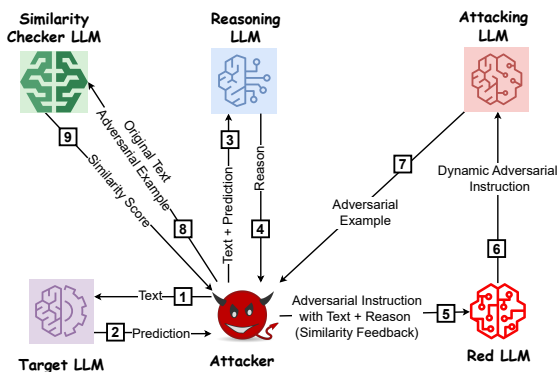 Similarity
Checker LLM
Reasoning
LLM
Attacking
LLM
9
Original Text
Adversarial Example
Similarity Score
8
3
Text + Prediction
Reason
4
7
Adversarial
Example
Dynamic Adversarial
Instruction
6
Text
1
2
Prediction
Adversarial Instruction
with Text + Reason
(Similarity Feedback)
5
Target LLM
Attacker
Red LLM